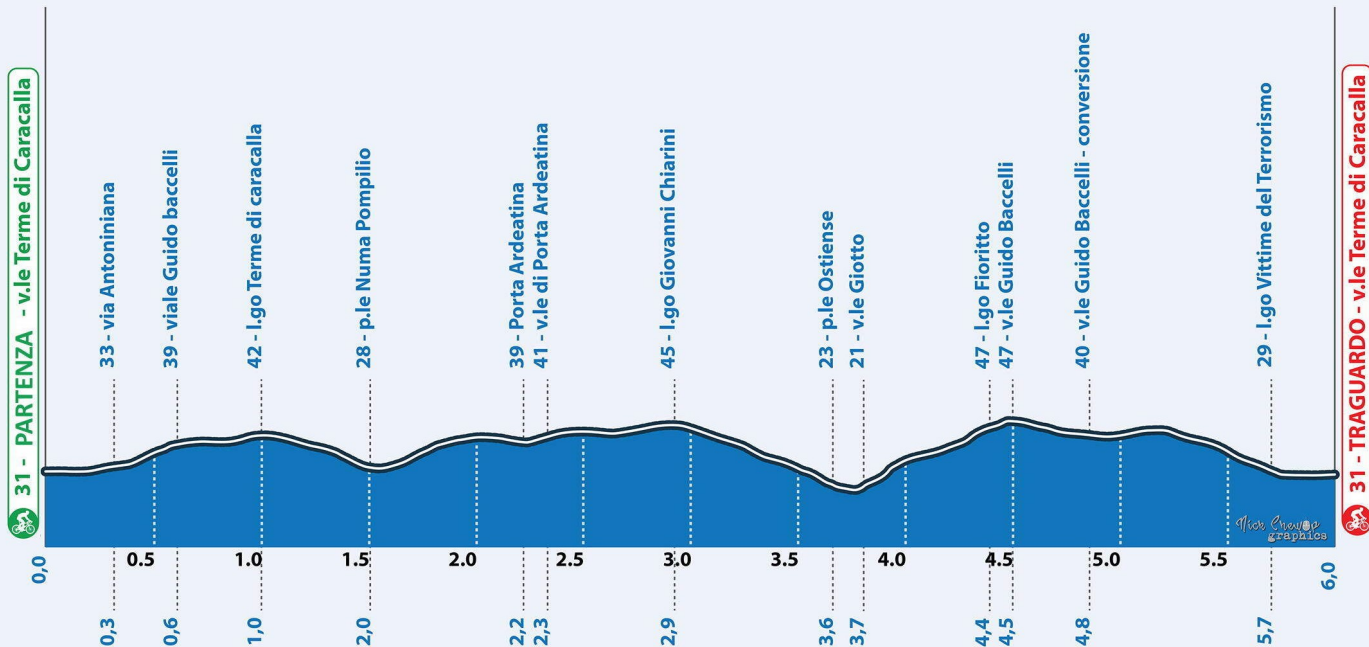 31 - PARTENZA - v.le Terme di Caracalla
33 - via Antoniniana
39 - viale Guido baccelli
42 - l.go Terme di caracalla
28 - p.le Numa Pompilio
39 - Porta Ardeatina
41 - v.le di Porta Ardeatina
45 - l.go Giovanni Chiarini
23 - p.le Ostiense
21 - v.le Giotto
47 - l.go Fioritto
47 - v.le Guido Baccelli
40 - v.le Guido Baccelli - conversione
29 - l.go Vittime del Terrorismo
31 - TRAGUARDO - v.le Terme di Caracalla
Nick
graphics
0,0
0.5
1.0
1.5
2.0
2.5
3.0
3.5
4.0
4.5
5.0
5.5
6,0
0,3
0,6
1,0
2,0
2,2
2,3
2,9
3,6
3,7
4,4
4,5
4,8
5,7